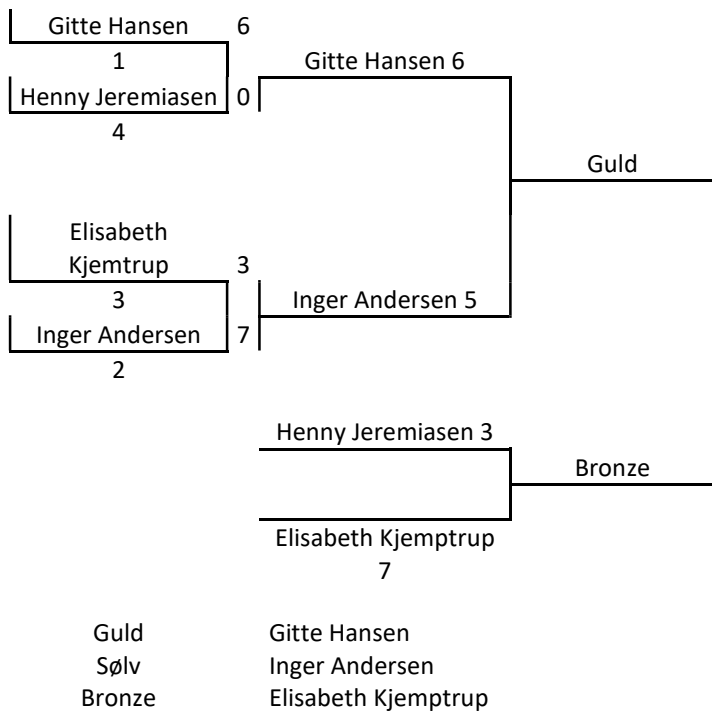 Gitte Hansen 6
1
Gitte Hansen 6
Henny Jeremiasen 0
4
Guld
Elisabeth
Kjemtrup 3
3
Inger Andersen 5
Inger Andersen 7
2
Henny Jeremiasen 3
Bronze
Elisabeth Kjemptrup
7
Guld Gitte Hansen
Sølv Inger Andersen
Bronze Elisabeth Kjemptrup